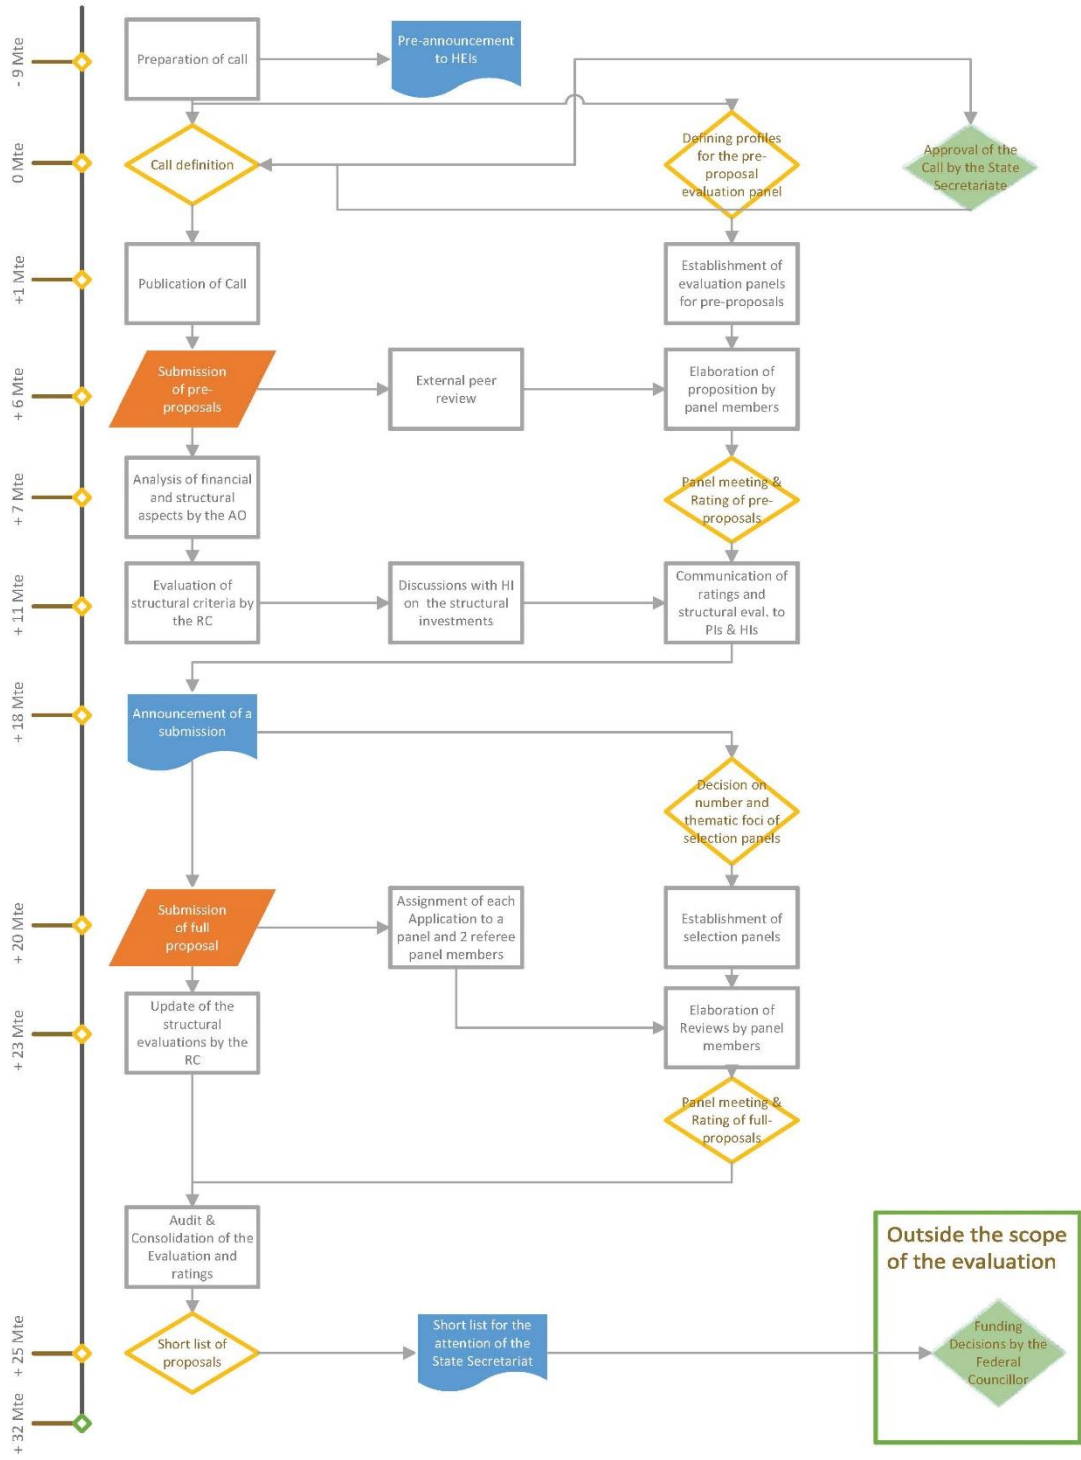 - 9 Mte
Preparation of call
Pre-announcement
to HEIs
0 Mte
Call definition
Defining profiles
for the pre-
proposal
evaluation panel
Approval of the
Call by the State
Secretariate
+1 Mte
Publication of Call
Establishment of
evaluation panels
for pre-proposals
+ 6 Mte
Submission
of pre-
proposals
External peer
review
Elaboration of
proposition by
panel members
+ 7 Mte
Analysis of financial
and structural
aspects by the AO
Panel meeting &
Rating of pre-
proposals
+ 11 Mte
Evaluation of
structural criteria by
the RC
Discussions with HI
on the structural
investments
Communication of
ratings and
structural eval. to
PIs & HIs
+ 18 Mte
Announcement of a
submission
Decision on
number and
thematic foci of
selection panels
+ 20 Mte
Submission
of full
proposal
Assignment of each
Application to a
panel and 2 referee
panel members
Establishment of
selection panels
+ 23 Mte
Update of the
structural
evaluations by the
RC
Elaboration of
Reviews by panel
members
Panel meeting &
Rating of full-
proposals
Audit &
Consolidation of the
Evaluation and
ratings
Outside the scope
of the evaluation
+ 25 Mte
Short list of
proposals
Short list for the
attention of the
State Secretariat
Funding
Decisions by the
Federal
Councillor
+ 32 Mte